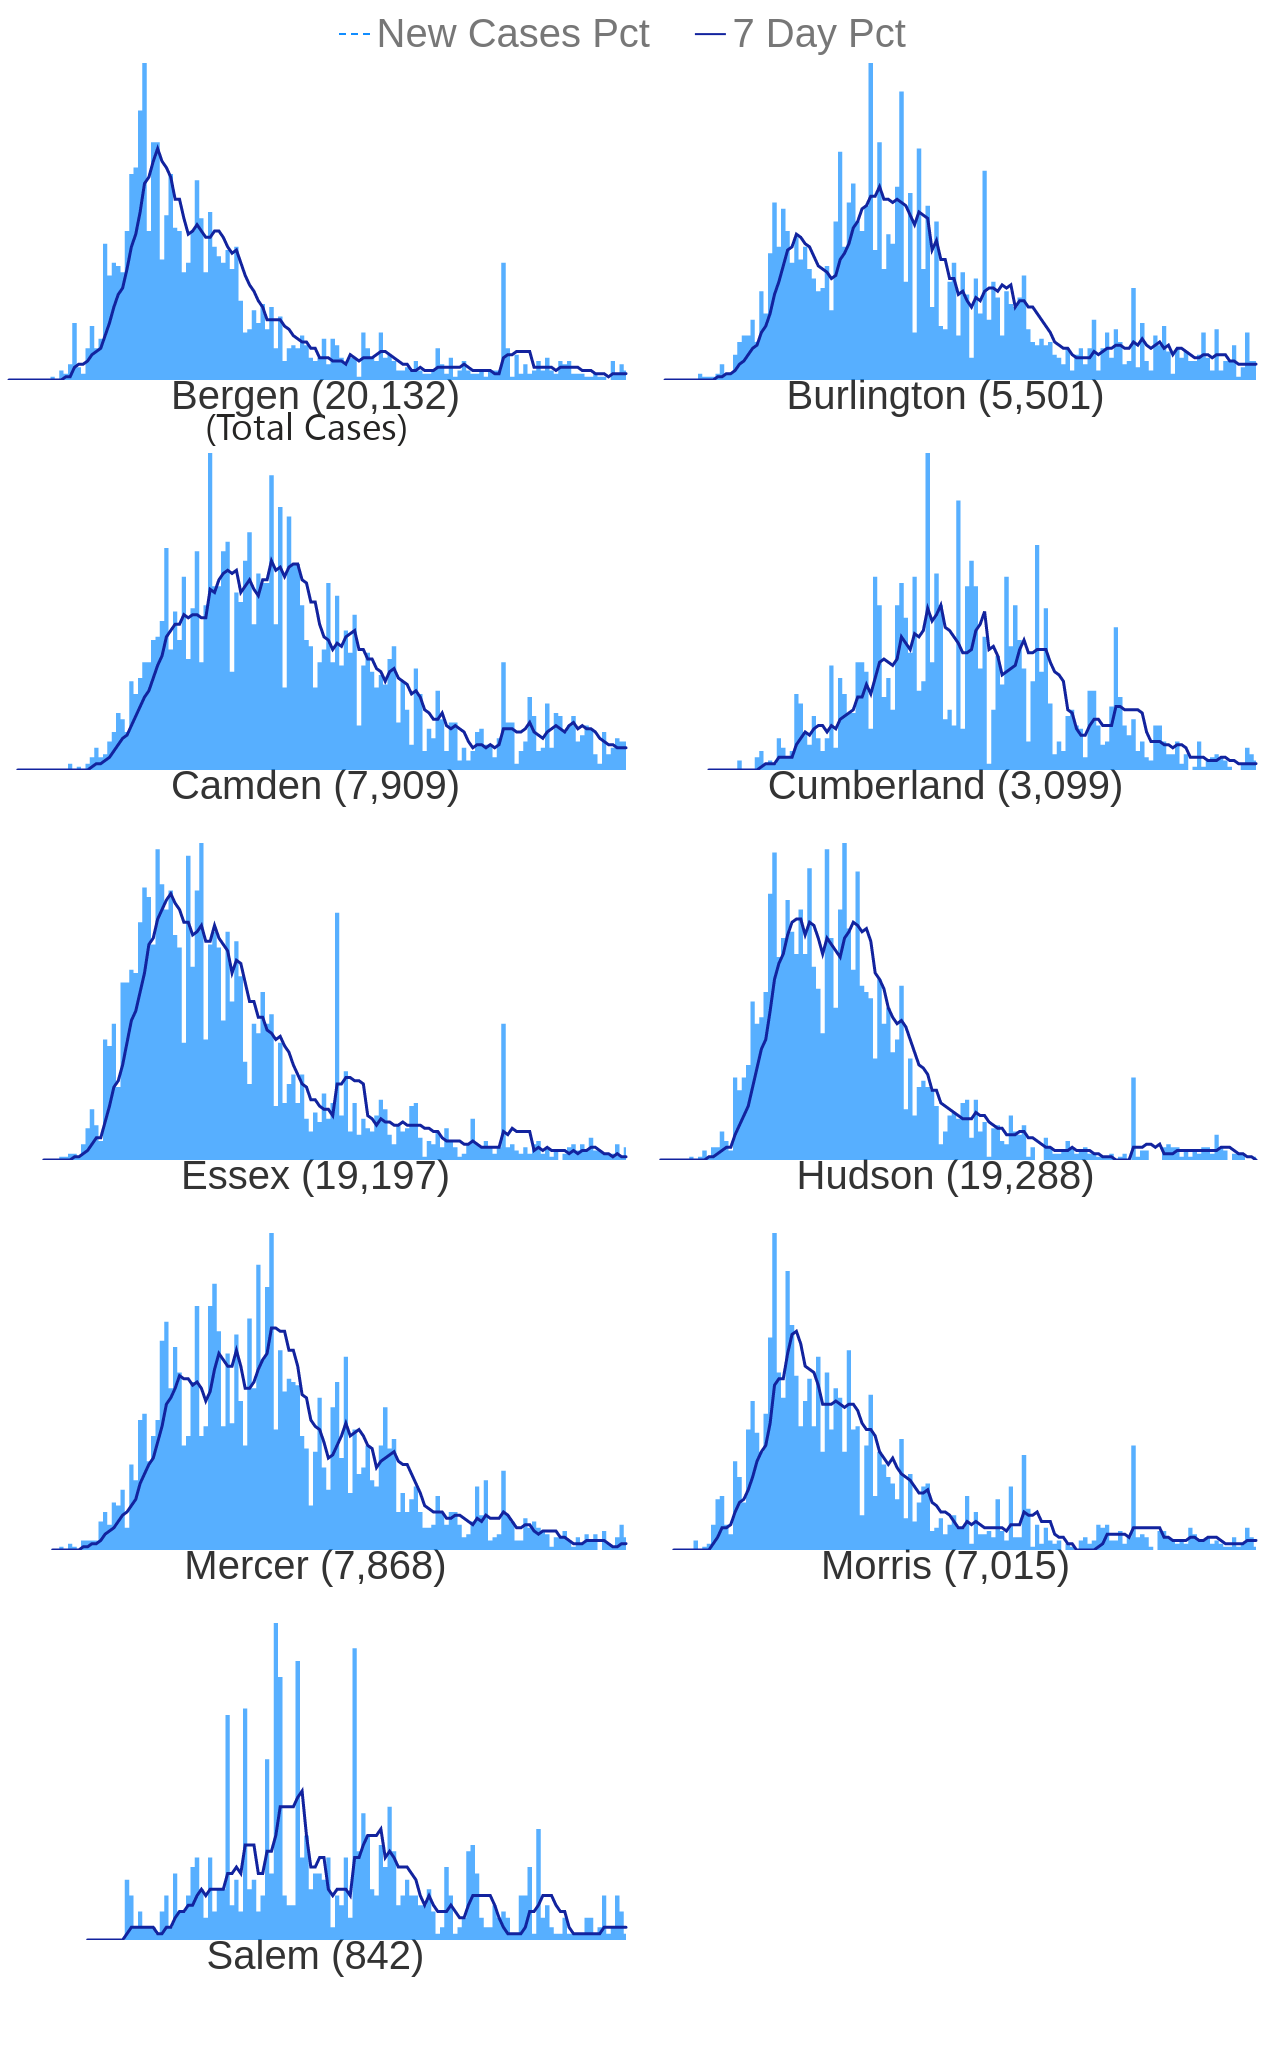 New Cases Pct 7 Day Pct
Bergen (20,132) Burlington (5,501)
(Total Cases)
Camden (7,909) Cumberland (3,099)
Essex (19,197) Hudson (19,288)
Mercer (7,868) Morris (7,015)
Salem (842)